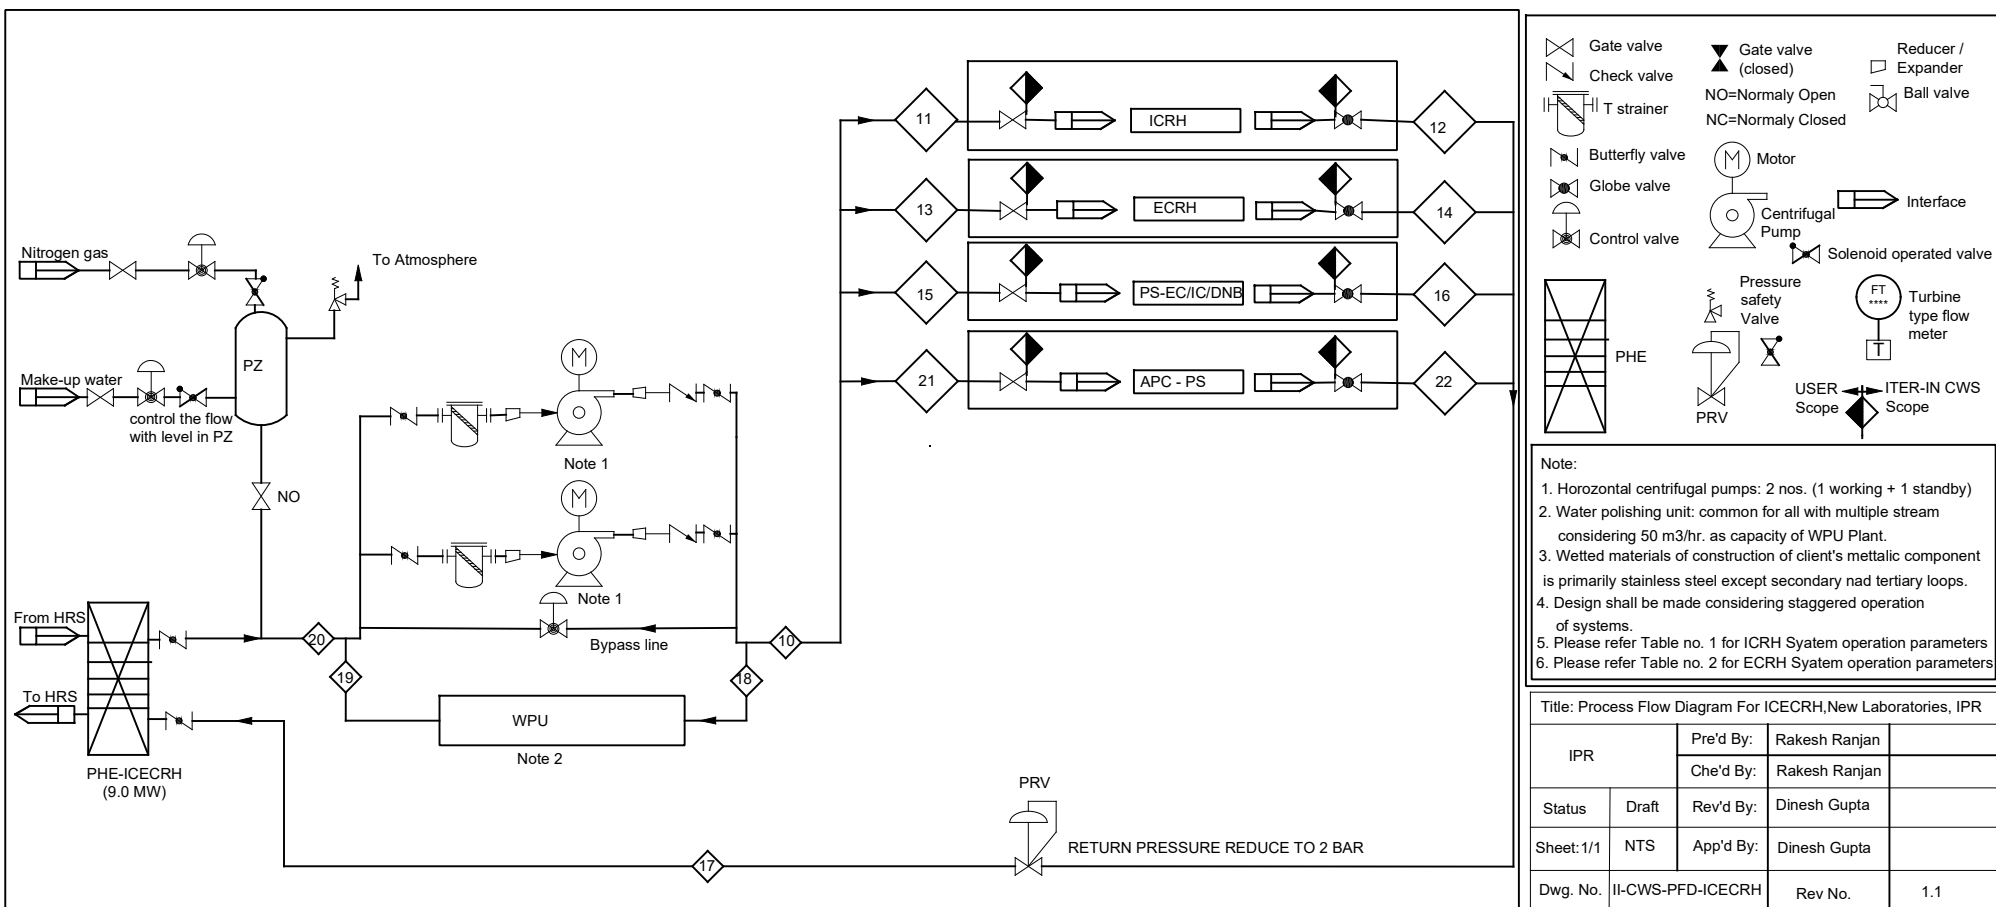 Nitrogen gas
To Atmosphere
PZ
Make-up water
control the flow
with level in PZ
NO
From HRS
To HRS
PHE-ICECRH
(9.0 MW)
M
Note 1
M
Note 1
Bypass line
20
19
18
10
WPU
Note 2
11
ICRH
12
13
ECRH
14
15
PS-EC/IC/DNB
16
21
APC - PS
22
PRV
RETURN PRESSURE REDUCE TO 2 BAR
17
Gate valve
Check valve
T strainer
Butterfly valve
Globe valve
Control valve
Gate valve
(closed)
NO=Normaly Open
NC=Normaly Closed
M
Motor
Centrifugal
Pump
Reducer /
Expander
Ball valve
Interface
Solenoid operated valve
PHE
Pressure
safety
Valve
PRV
FT
****
T
Turbine
type flow
meter
USER
Scope
ITER-IN CWS
Scope
Note:
1. Horozontal centrifugal pumps: 2 nos. (1 working + 1 standby)
2. Water polishing unit: common for all with multiple stream
considering 50 m3/hr. as capacity of WPU Plant.
3. Wetted materials of construction of client's mettalic component
is primarily stainless steel except secondary nad tertiary loops.
4. Design shall be made considering staggered operation
of systems.
5. Please refer Table no. 1 for ICRH Syatem operation parameters
6. Please refer Table no. 2 for ECRH Syatem operation parameters
Title: Process Flow Diagram For ICECRH,New Laboratories, IPR
IPR
Pre'd By: Rakesh Ranjan
Che'd By: Rakesh Ranjan
Status Draft Rev'd By: Dinesh Gupta
Sheet:1/1 NTS App'd By: Dinesh Gupta
Dwg. No. II-CWS-PFD-ICECRH Rev No. 1.1